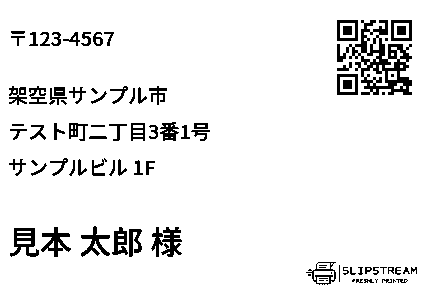 〒123-4567
架空県サンプル市
テスト町二丁目3番1号
サンプルビル 1F
見本 太郎 様
SLIPSTREAM
FRESHLY PRINTED